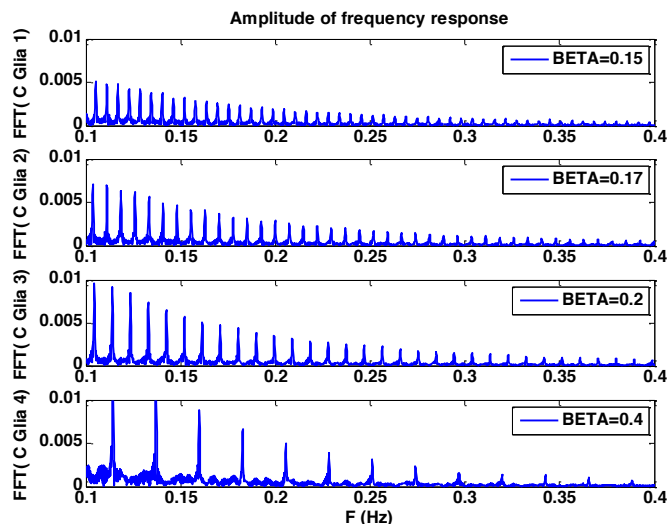 Amplitude of frequency response
FFT( C Glia 1)
0.01
0.005
0
BETA=0.15
0.1 0.15 0.2 0.25 0.3 0.35 0.4
FFT( C Glia 2)
0.01
0.005
0
BETA=0.17
0.1 0.15 0.2 0.25 0.3 0.35 0.4
FFT( C Glia 3)
0.01
0.005
0
BETA=0.2
0.1 0.15 0.2 0.25 0.3 0.35 0.4
FFT( C Glia 4)
0.01
0.005
0
BETA=0.4
0.1 0.15 0.2 0.25 0.3 0.35 0.4
F (Hz)